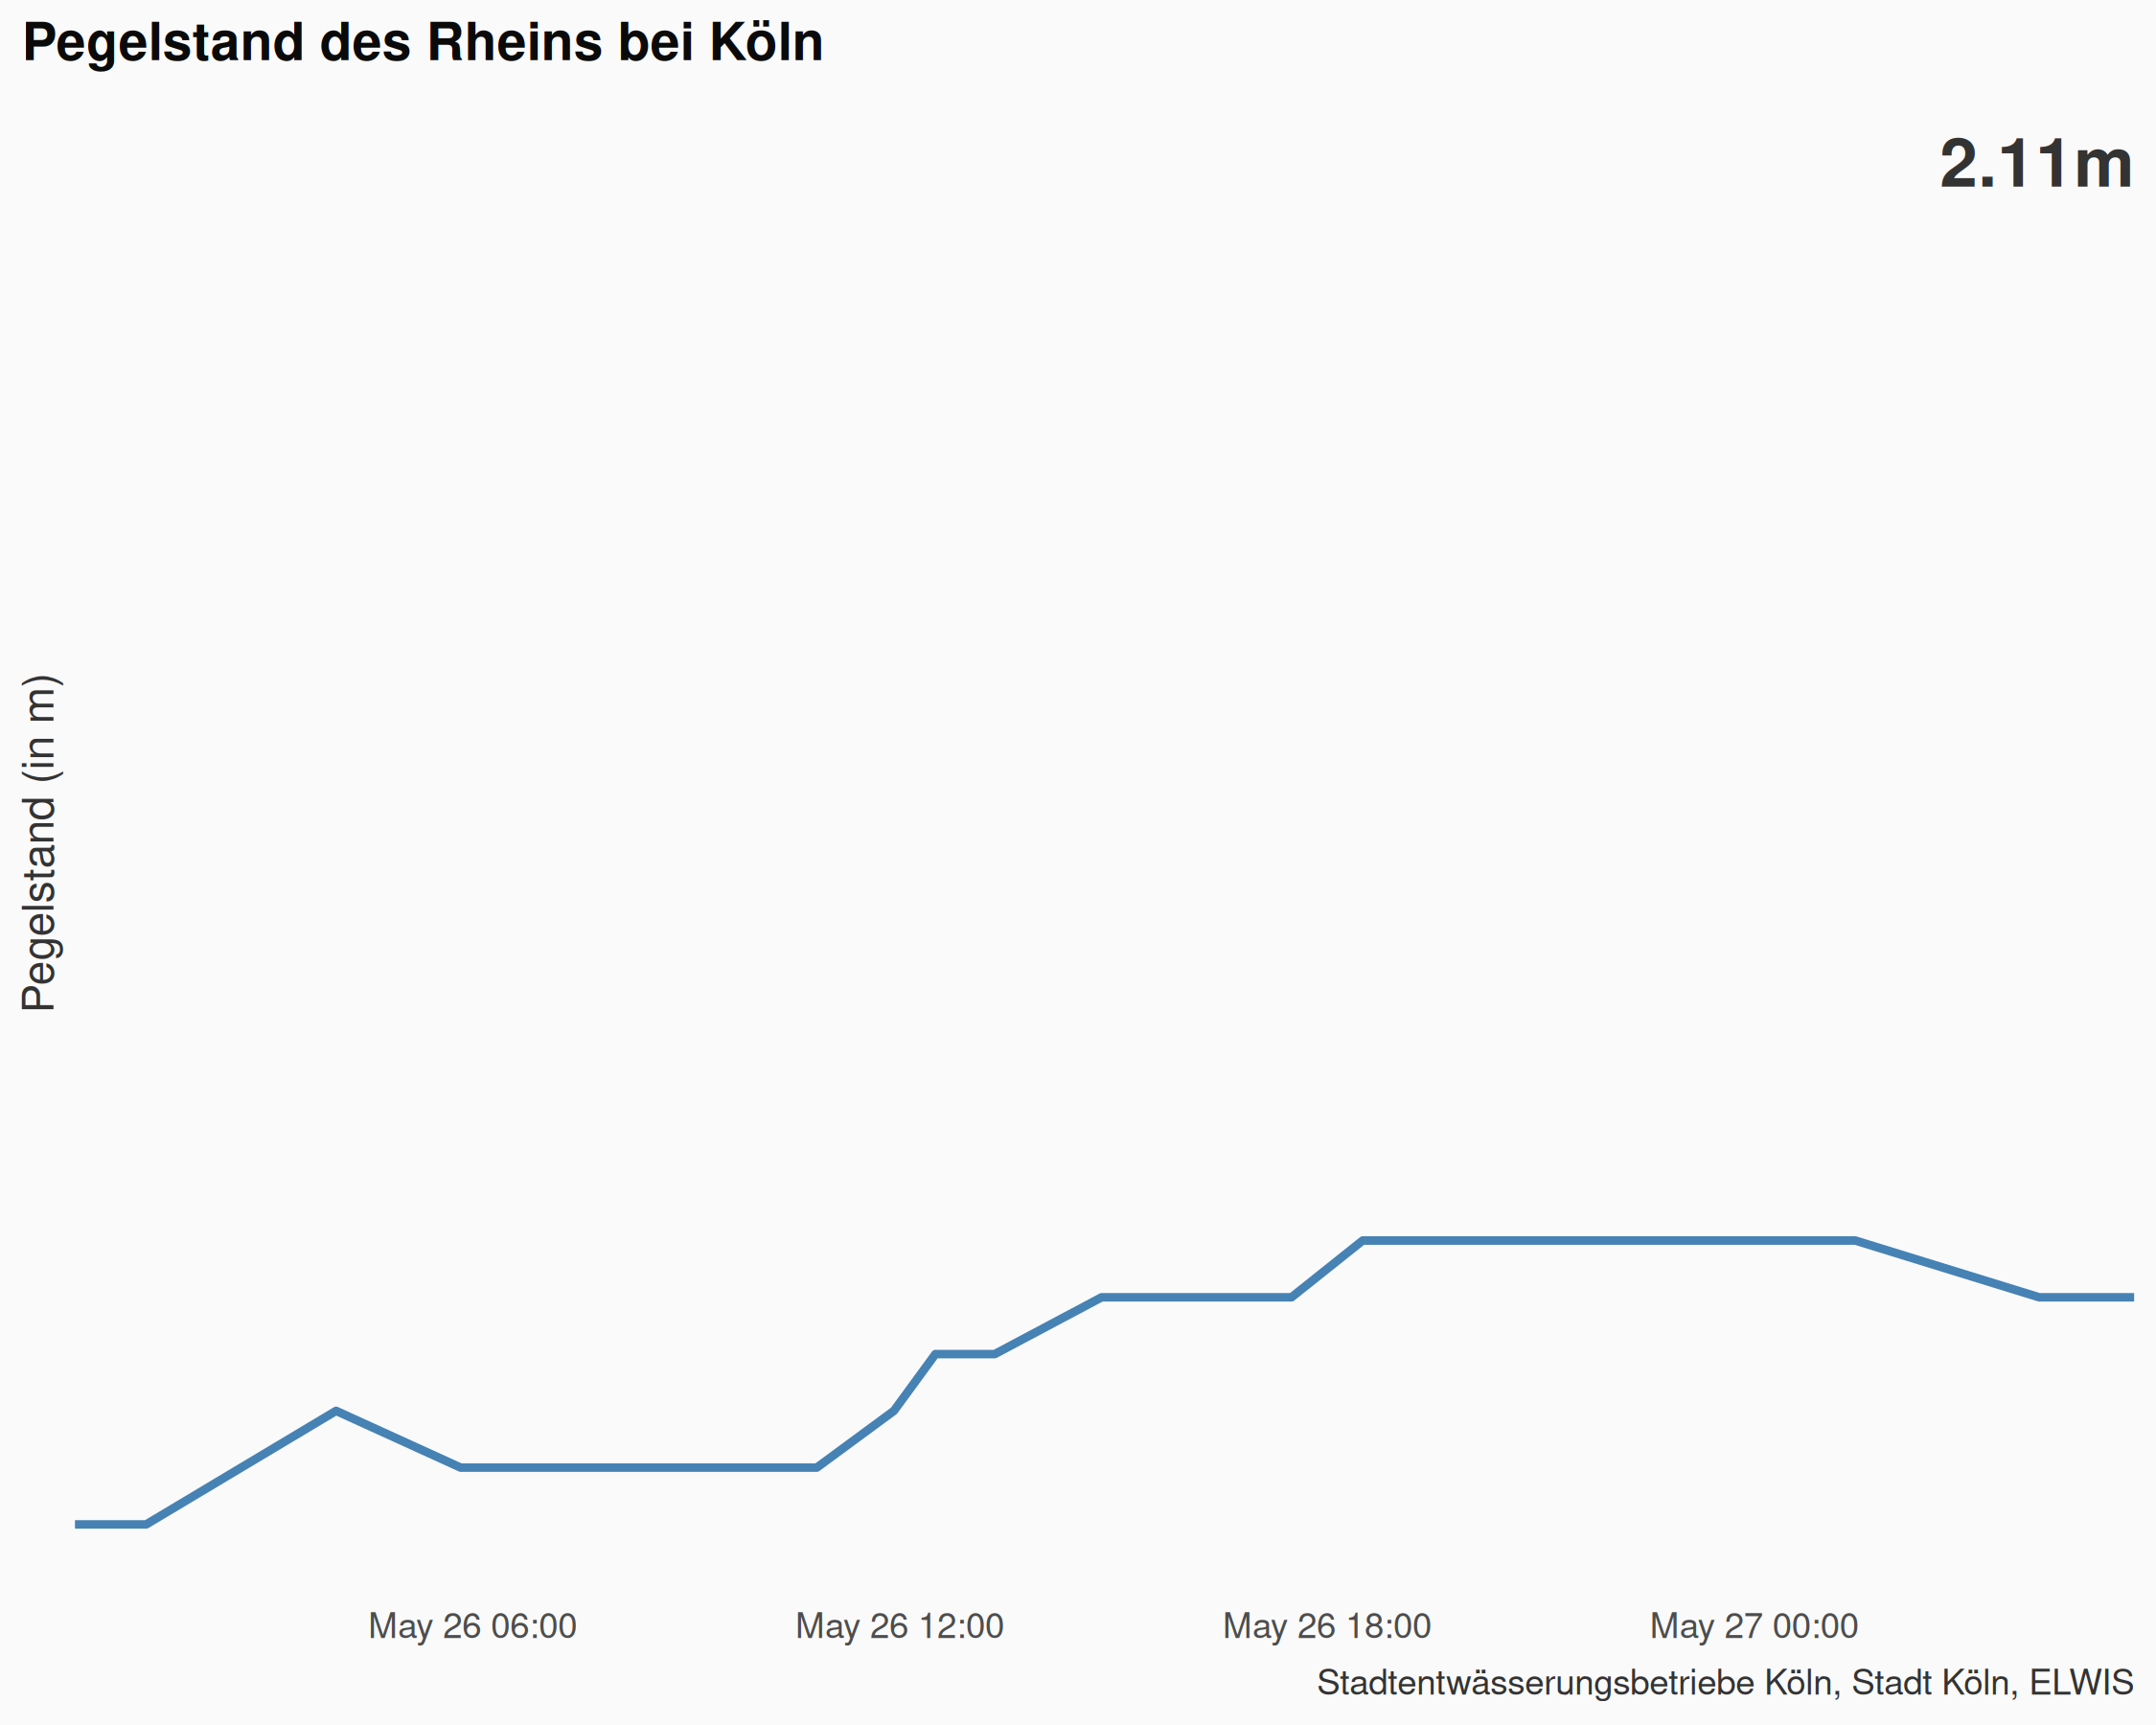 Pegelstand des Rheins bei Köln
2.11m
Pegelstand (in m)
May 26 06:00
May 26 12:00
May 26 18:00
May 27 00:00
Stadtentwässerungsbetriebe Köln, Stadt Köln, ELWIS